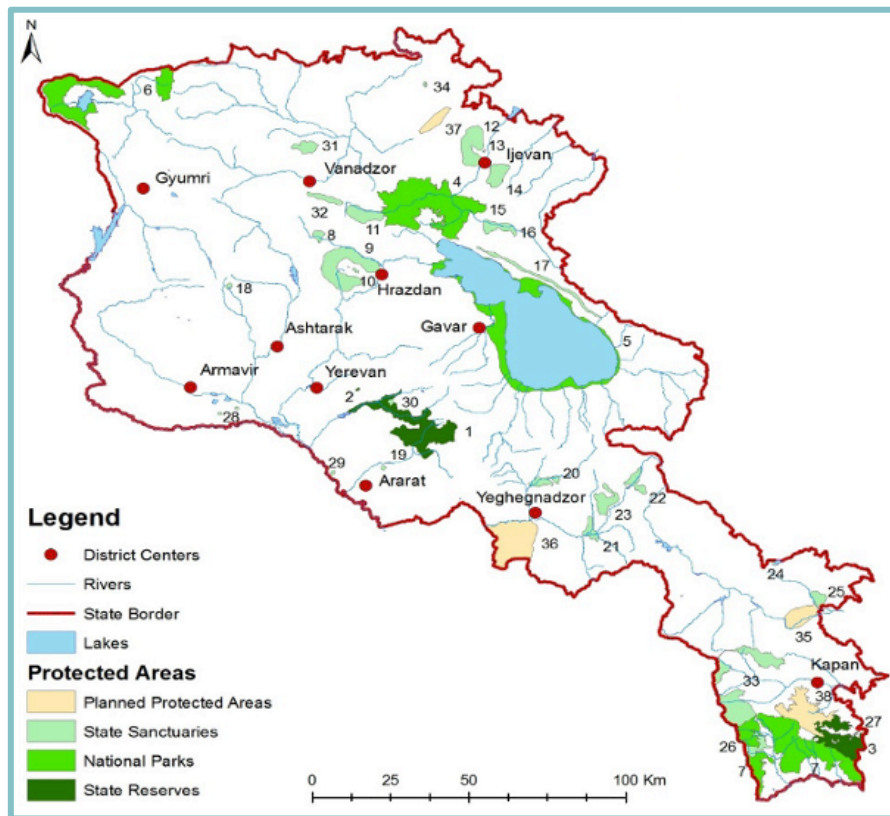 N
34
6
37
12
13
Ijevan
31
Vanadzor
Gyumri
4
14
32
11
15
16
8
9
17
10
Hrazdan
18
Ashtarak
Gavar
5
Armavir
Yerevan
2
30
28
1
19
29
Ararat
20
Yeghegnadzor
22
23
36
21
24
25
35
Kapan
33
38
27
26
3
7
7
Legend
District Centers
Rivers
State Border
Lakes
Protected Areas
Planned Protected Areas
State Sanctuaries
National Parks
State Reserves
0 25 50 100 Km